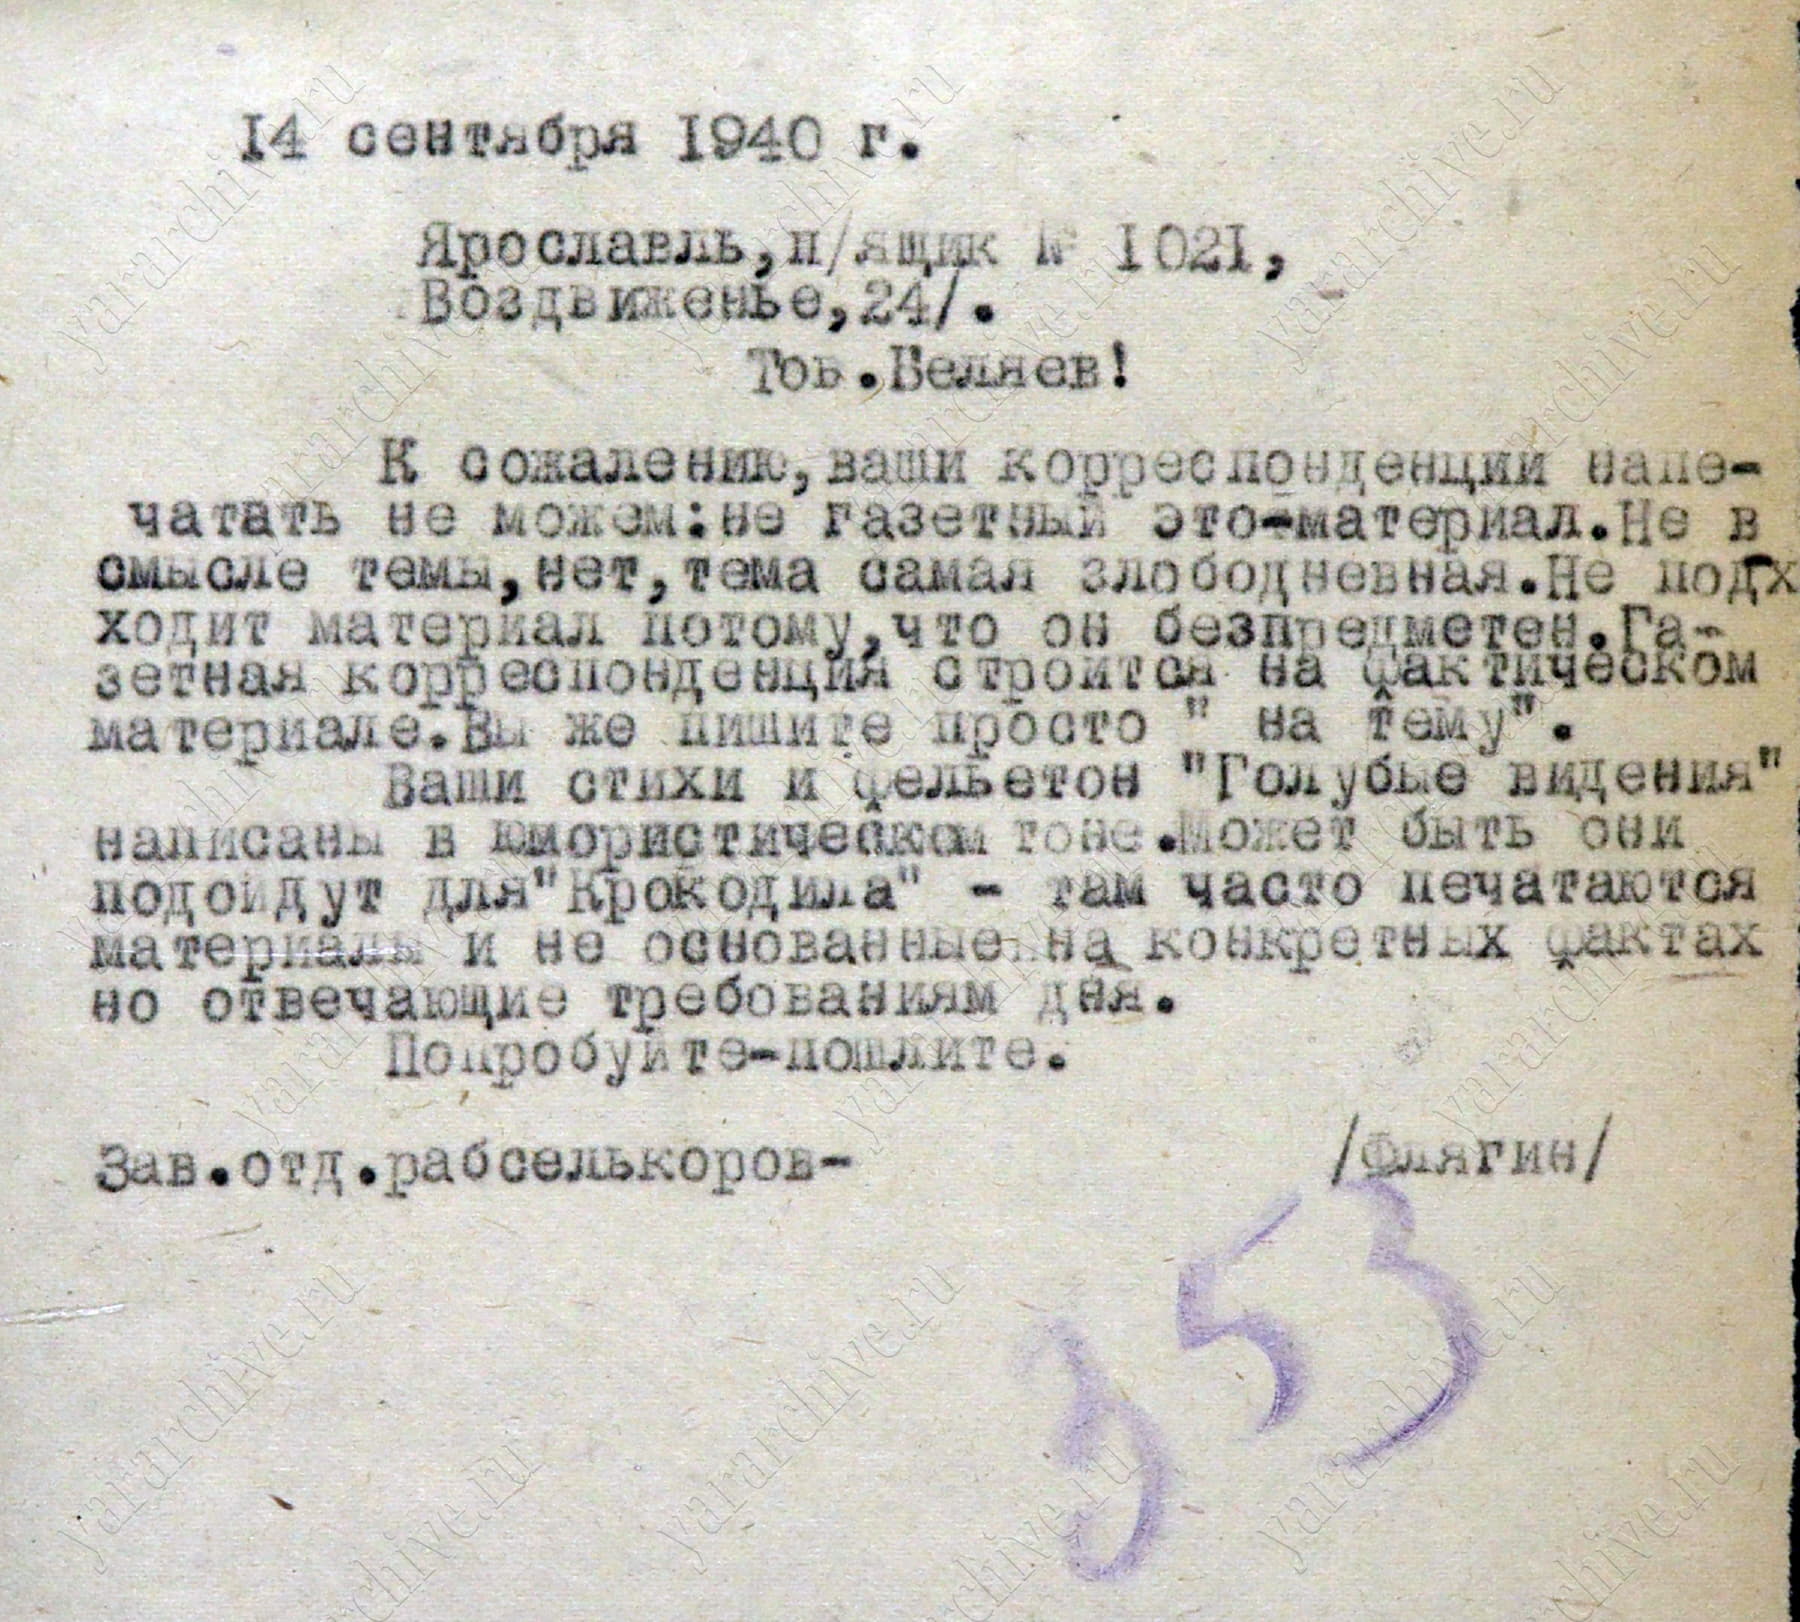 14 сентября 1940 г.
Ярославль,п/ящик № 1021,
Воздвиженье,24/.
Тов.Беляев!
К сожалению,ваши корреспонденции напе-
чатать не можем:не газетный это-материал.Не в
смысле темы,нет,тема самая злободневная.Не подх
ходит материал потому,что он безпредметен.Га-
зетная корреспонденция строится на фактическом
материале.Вы же пишите просто " на тему".
Ваши стихи и фельетон "Голубые видения"
написаны в юмористическом тоне.Может быть они
подойдут для"Крокодила" - там часто печатаются
материалы и не основанные на конкретных фактах
но отвечающие требованиям дня.
Попробуйте-пошлите.
Зав.отд.рабселькоров- /Флягин/
353
yararchive.ru